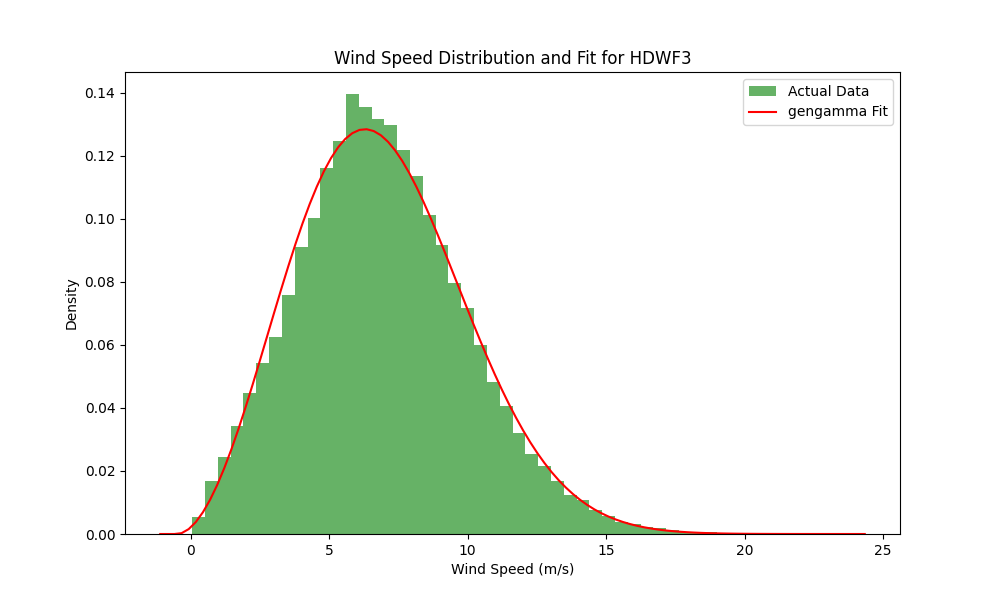 Wind Speed Distribution and Fit for HDWF3
Actual Data
gengamma Fit
0.14
0.12
0.10
0.08
0.06
0.04
0.02
0.00
Density
0
5
10
15
20
25
Wind Speed (m/s)